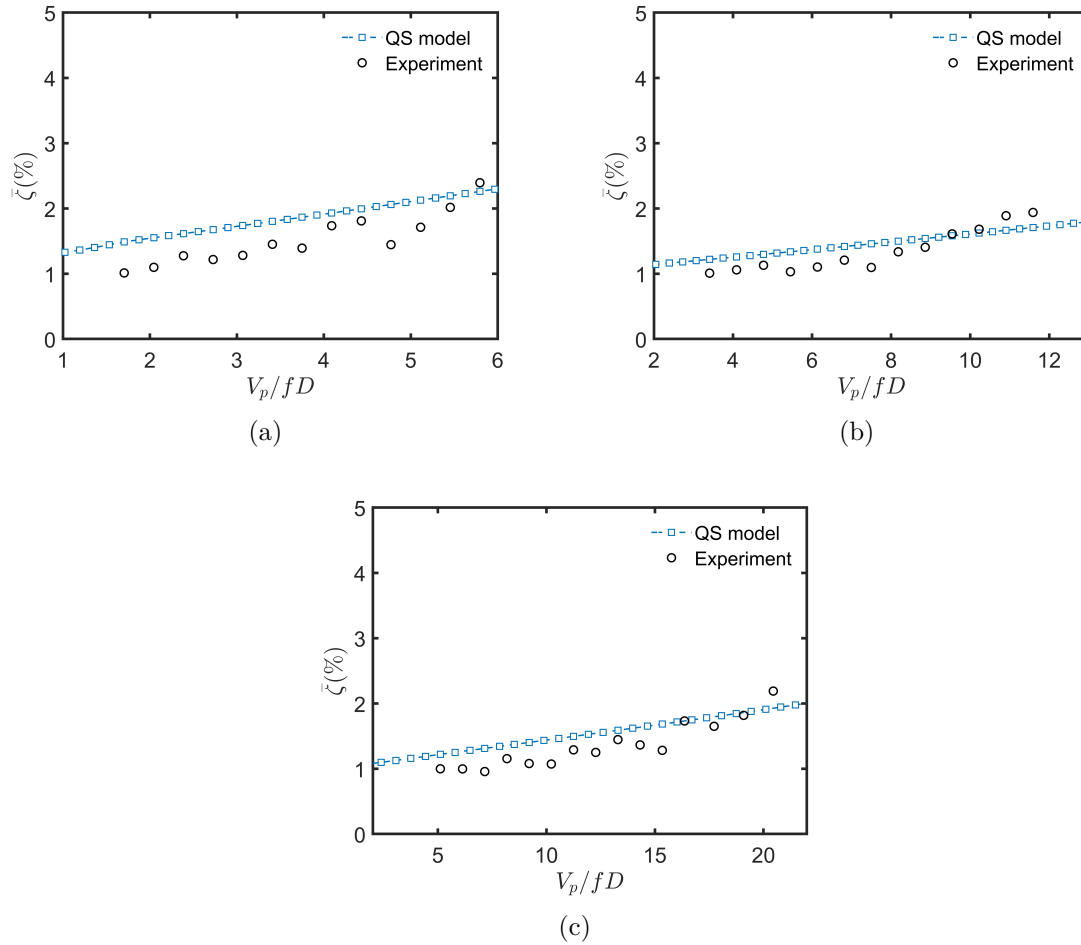 5
4
3
2
1
0
ζ̄(%)
QS model
Experiment
1 2 3 4 5 6
V_p/fD
(a)
5
4
3
2
1
0
ζ̄(%)
QS model
Experiment
2 4 6 8 10 12
V_p/fD
(b)
5
4
3
2
1
0
ζ̄(%)
QS model
Experiment
5 10 15 20
V_p/fD
(c)